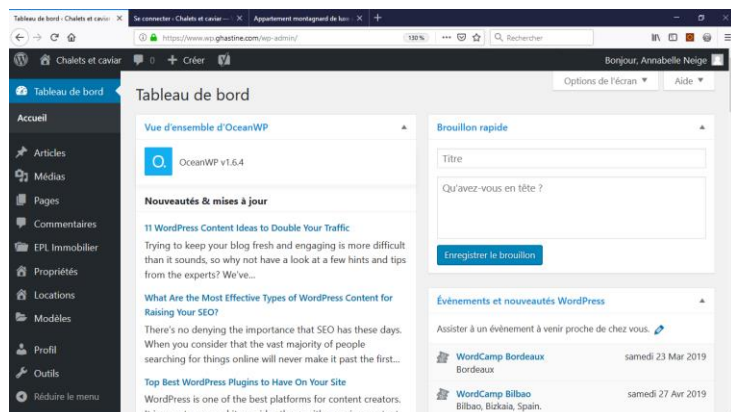 Tableau de bord ‹ Chalets et caviar
Se connecter ‹ Chalets et caviar — \
Appartement montagnard de luxe
https://www.wp.ghastine.com/wp-admin/
130 %
Rechercher
Chalets et caviar
0
Créer
Bonjour, Annabelle Neige
Tableau de bord
Accueil
Articles
Médias
Pages
Commentaires
EPL Immobilier
Propriétés
Locations
Modèles
Profil
Outils
Réduire le menu
Options de l'écran
Aide
Tableau de bord
Vue d'ensemble d'OceanWP
O.
OceanWP v1.6.4
Nouveautés & mises à jour
11 WordPress Content Ideas to Double Your Traffic
Trying to keep your blog fresh and engaging is more difficult
than it sounds, so why not have a look at a few hints and tips
from the experts? We've...
What Are the Most Effective Types of WordPress Content for
Raising Your SEO?
There's no denying the importance that SEO has these days.
When you consider that the vast majority of people
searching for things online will never make it past the first...
Top Best WordPress Plugins to Have On Your Site
WordPress is one of the best platforms for content creators.
Brouillon rapide
Titre
Qu'avez-vous en tête ?
Enregistrer le brouillon
Évènements et nouveautés WordPress
Assister à un évènement à venir proche de chez vous.
WordCamp Bordeaux
samedi 23 Mar 2019
Bordeaux
WordCamp Bilbao
samedi 27 Avr 2019
Bilbao, Bizkaia, Spain.